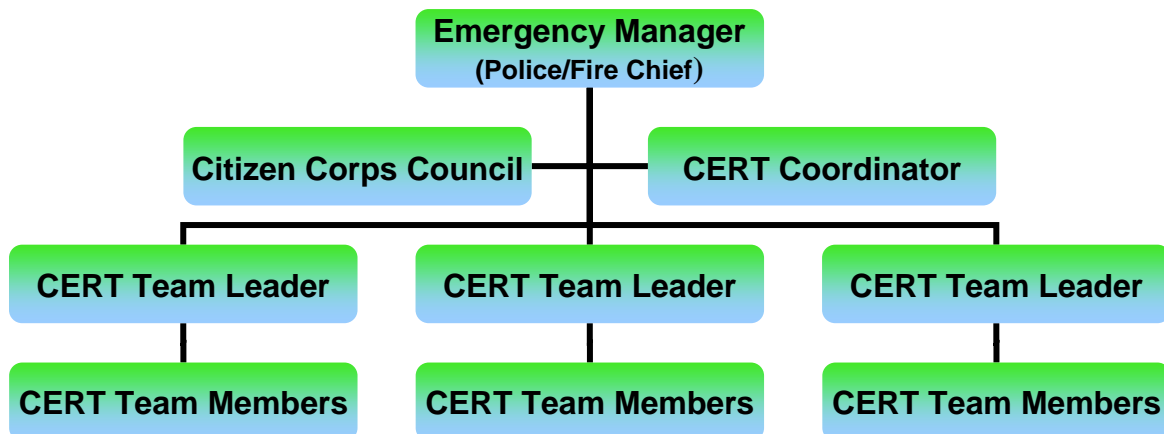 Emergency Manager
(Police/Fire Chief)
Citizen Corps Council
CERT Coordinator
CERT Team Leader
CERT Team Leader
CERT Team Leader
CERT Team Members
CERT Team Members
CERT Team Members